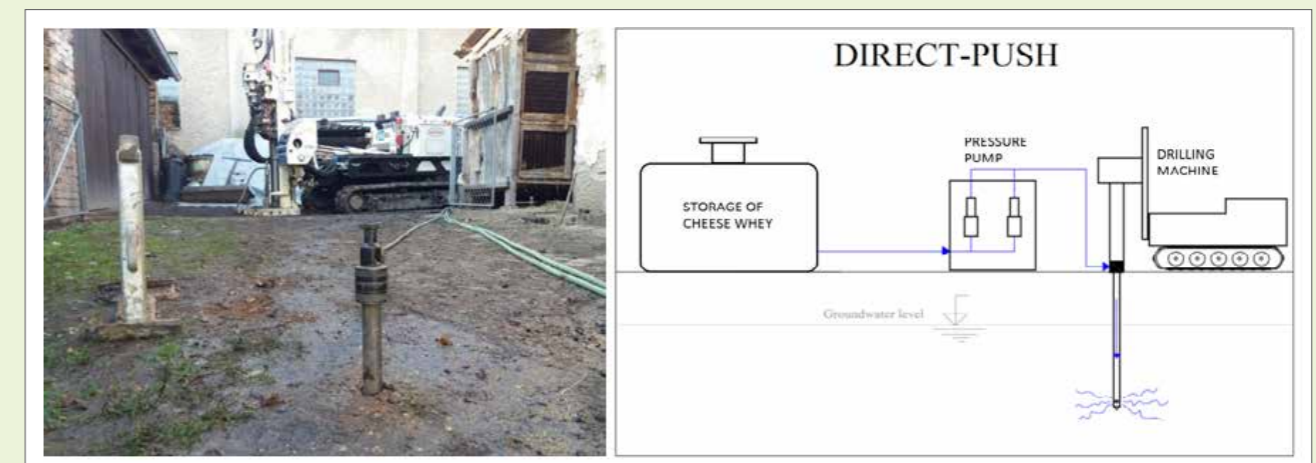 DIRECT-PUSH
PRESSURE
PUMP
DRILLING
MACHINE
STORAGE OF
CHEESE WHEY
Groundwater level